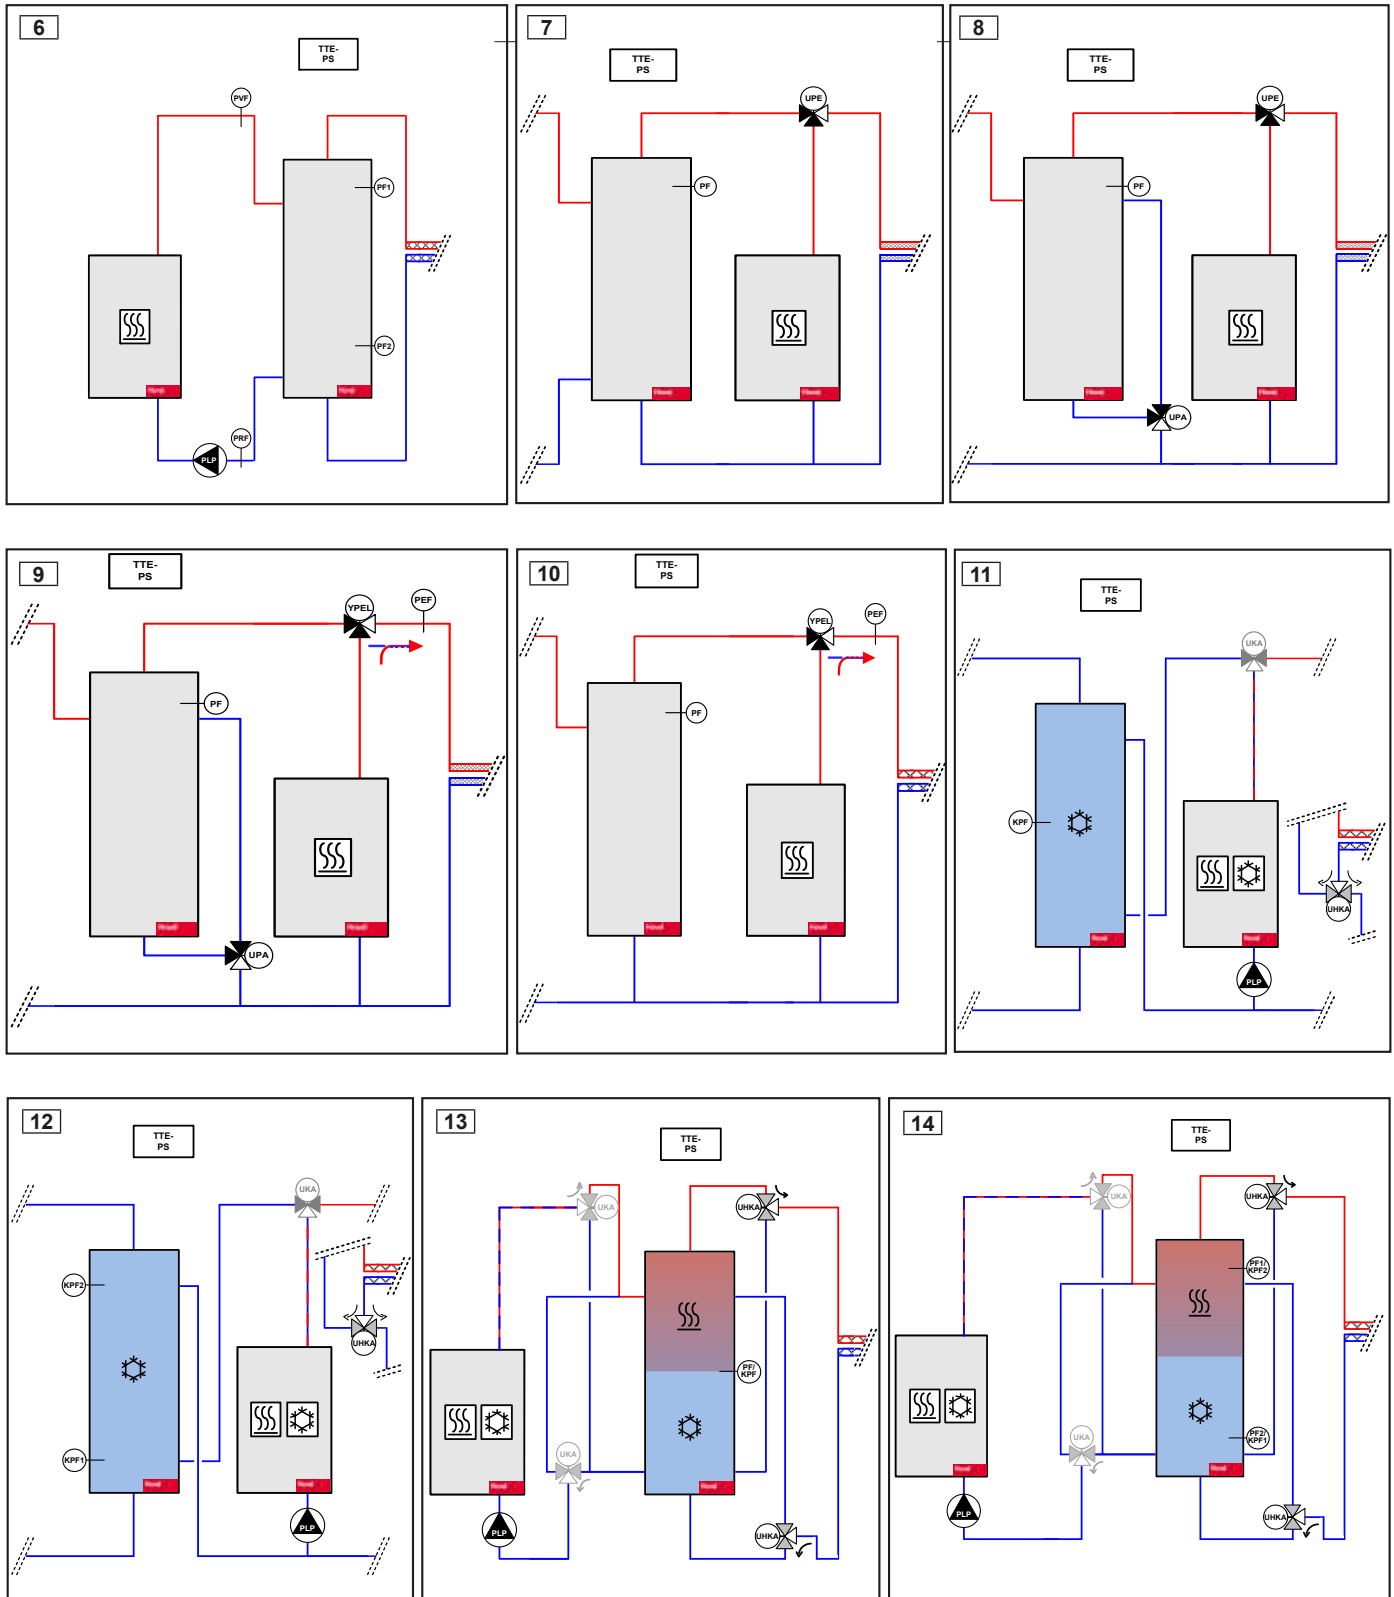 6
TTE-
PS
PVF
PF1
PF2
PRF
PLP
7
TTE-
PS
UPE
PF
8
TTE-
PS
UPE
PF
UPA
9
TTE-
PS
YPEL
PEF
PF
UPA
10
TTE-
PS
YPEL
PEF
PF
11
TTE-
PS
UKA
KPF
UHKA
PLP
12
TTE-
PS
UKA
KPF2
UHKA
KPF1
PLP
13
TTE-
PS
UKA
UHKA
PF/
KPF
UKA
PLP
UHKA
14
TTE-
PS
UKA
UHKA
PF1/
KPF2
UKA
PF2/
KPF1
PLP
UHKA